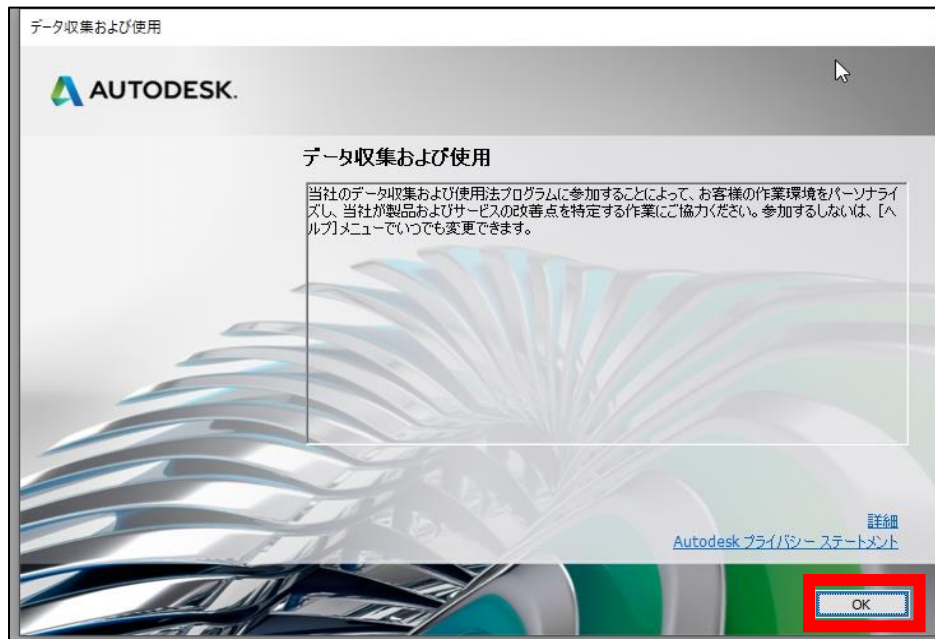 データ収集および使用
AUTODESK.
データ収集および使用
当社のデータ収集および使用法プログラムに参加することによって、お客様の作業環境をパーソナライ
ズし、当社が製品およびサービスの改善点を特定する作業にご協力ください。参加するしないは、[ヘ
ルプ]メニューでいつでも変更できます。
詳細
Autodesk プライバシー ステートメント
OK